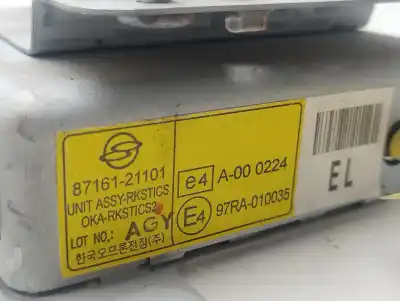 87161-21101
UNIT ASSY-RKSTICS
OKA-RKSTICS2
LOT NO.: AGY
한국오므론전장(주)
e4 A-00 0224
E4 97RA-010035
EL